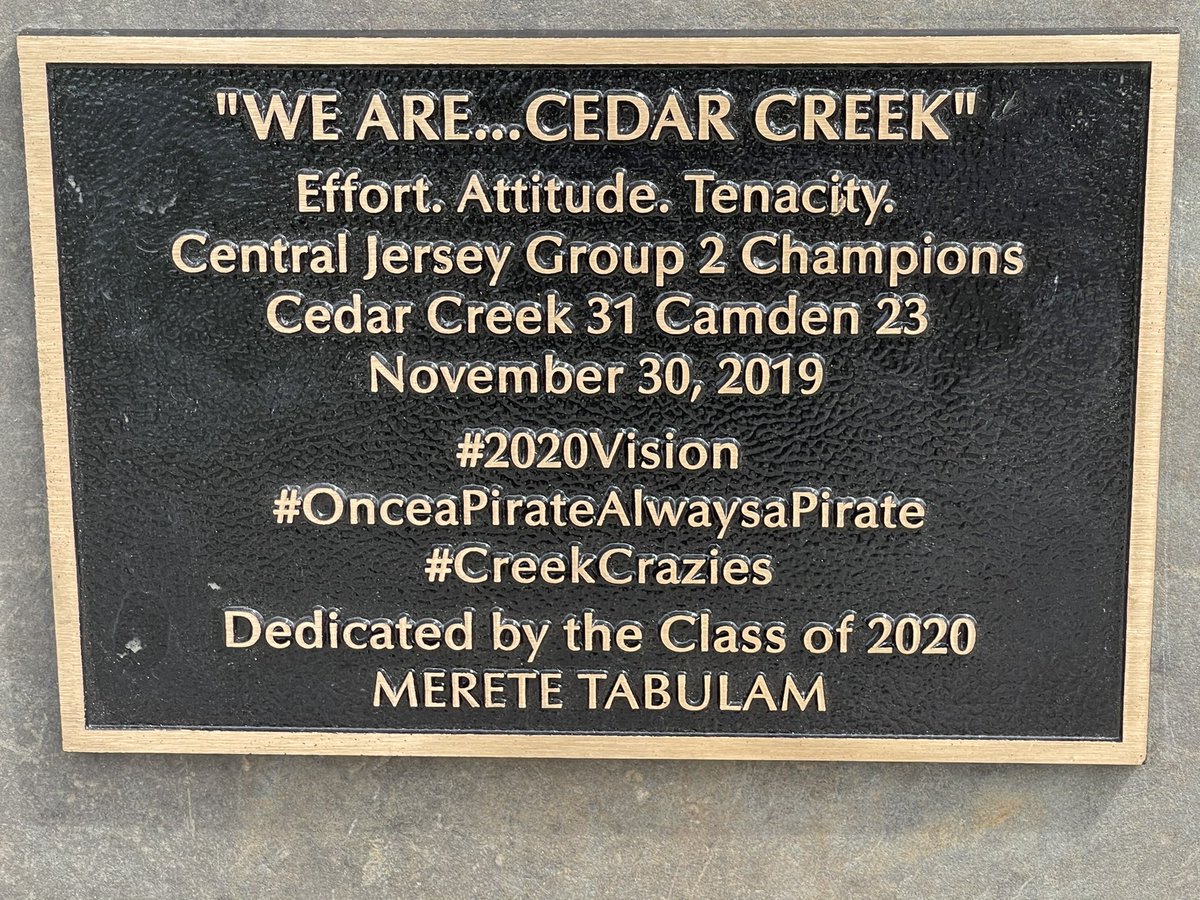 "WE ARE...CEDAR CREEK"
Effort. Attitude. Tenacity.
Central Jersey Group 2 Champions
Cedar Creek 31 Camden 23
November 30, 2019
#2020Vision
#OnceaPirateAlwaysaPirate
#CreekCrazies
Dedicated by the Class of 2020
MERETE TABULAM